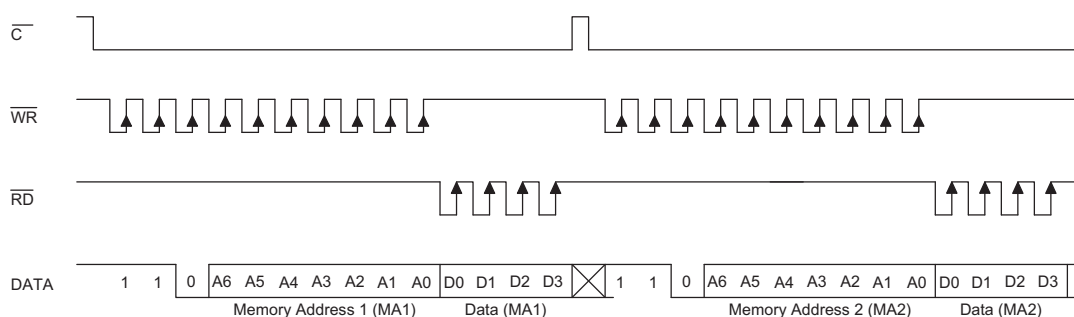 C
WR
RD
DATA 1 1 0 A6 A5 A4 A3 A2 A1 A0 D0 D1 D2 D3 1 1 0 A6 A5 A4 A3 A2 A1 A0 D0 D1 D2 D3
Memory Address 1 (MA1) Data (MA1) Memory Address 2 (MA2) Data (MA2)